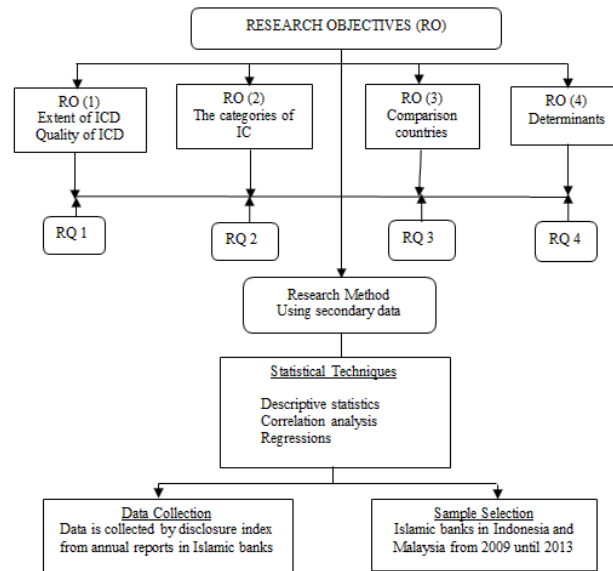 RESEARCH OBJECTIVES (RO)
RO (1)
Extent of ICD
Quality of ICD
RO (2)
The categories of
IC
RO (3)
Comparison
countries
RO (4)
Determinants
RQ 1
RQ 2
RQ 3
RQ 4
Research Method
Using secondary data
Statistical Techniques
Descriptive statistics
Correlation analysis
Regressions
Data Collection
Data is collected by disclosure index
from annual reports in Islamic banks
Sample Selection
Islamic banks in Indonesia and
Malaysia from 2009 until 2013